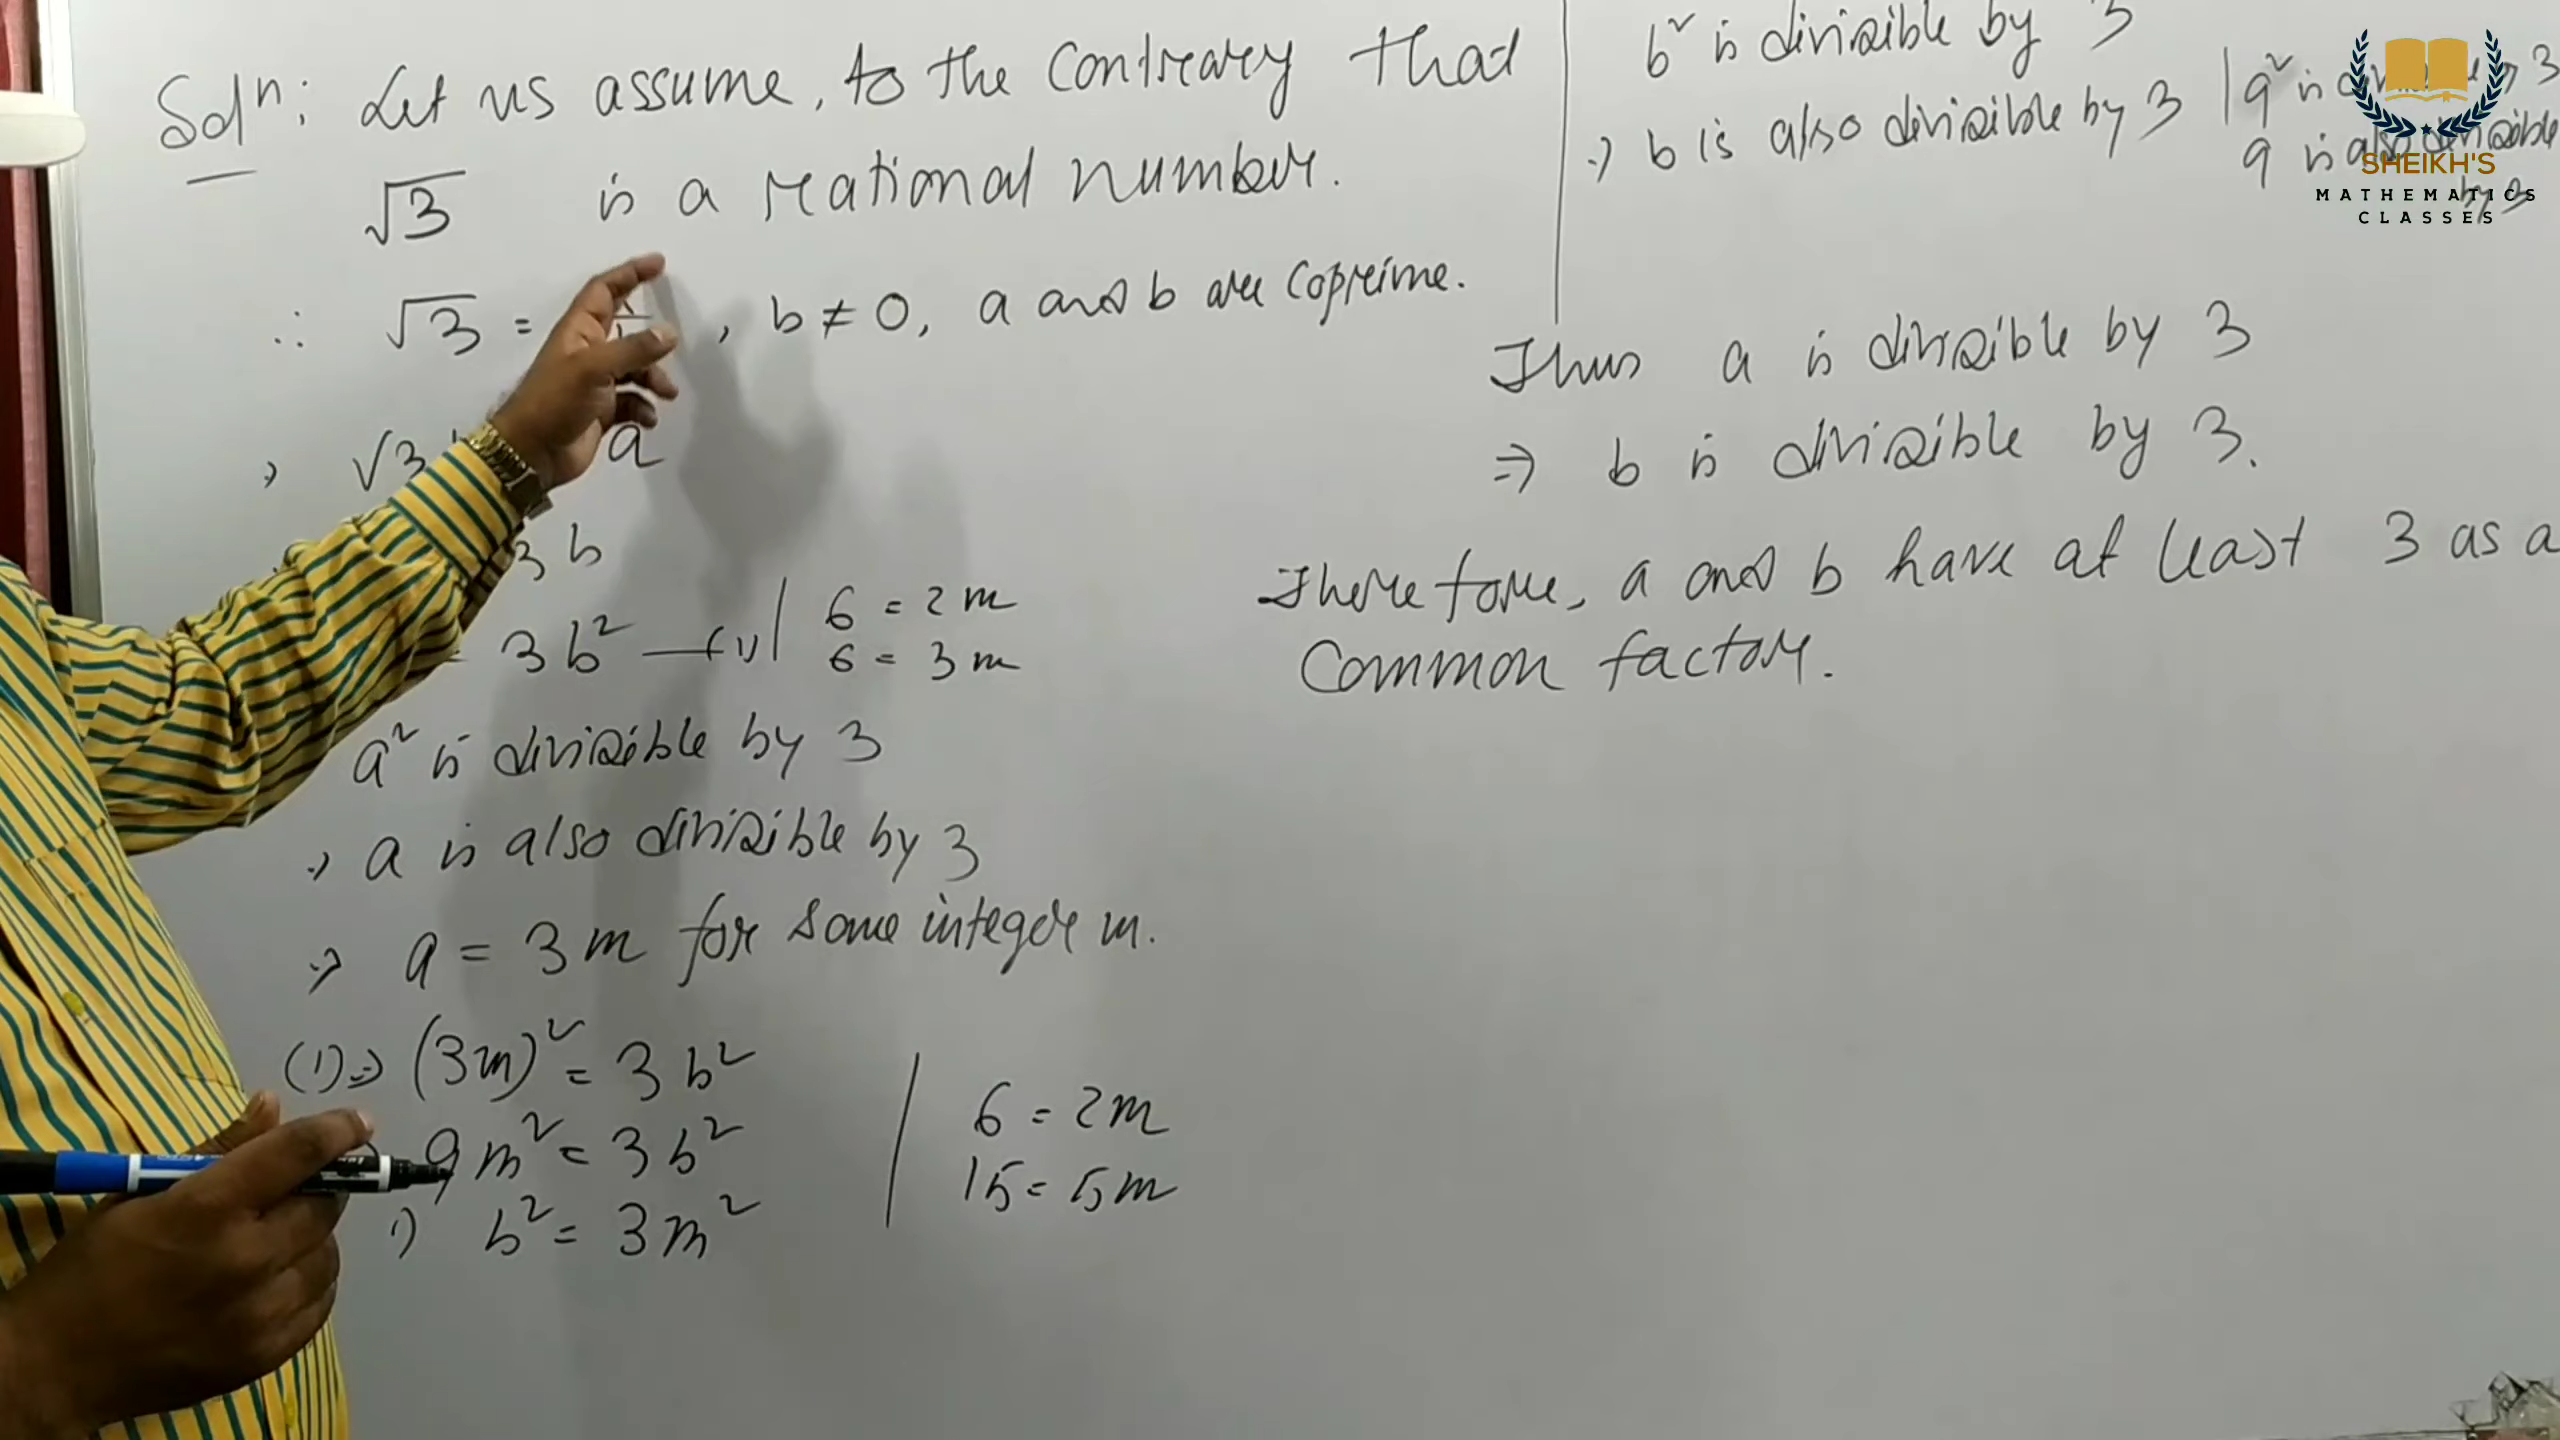 Solⁿ: Let us assume, to the contrary that
√3 is a rational number.
∴ √3 = , b ≠ 0, a and b are coprime.
⇒ √3 a
3 b
= 3b² —(1)
6 = 2m
6 = 3m
a² is divisible by 3
⇒ a is also divisible by 3
⇒ a = 3m for some integer m.
(1)⇒ (3m)² = 3b²
9m² = 3b²
⇒ b² = 3m²
6 = 2m
15 = 5m
b² is divisible by 3
⇒ b is also divisible by 3
9² is 3
9 is also divisible
by 3
Thus a is divisible by 3
⇒ b is divisible by 3.
Therefore, a and b have at least 3 as a
Common factor.
SHEIKH'S
MATHEMATICS
CLASSES